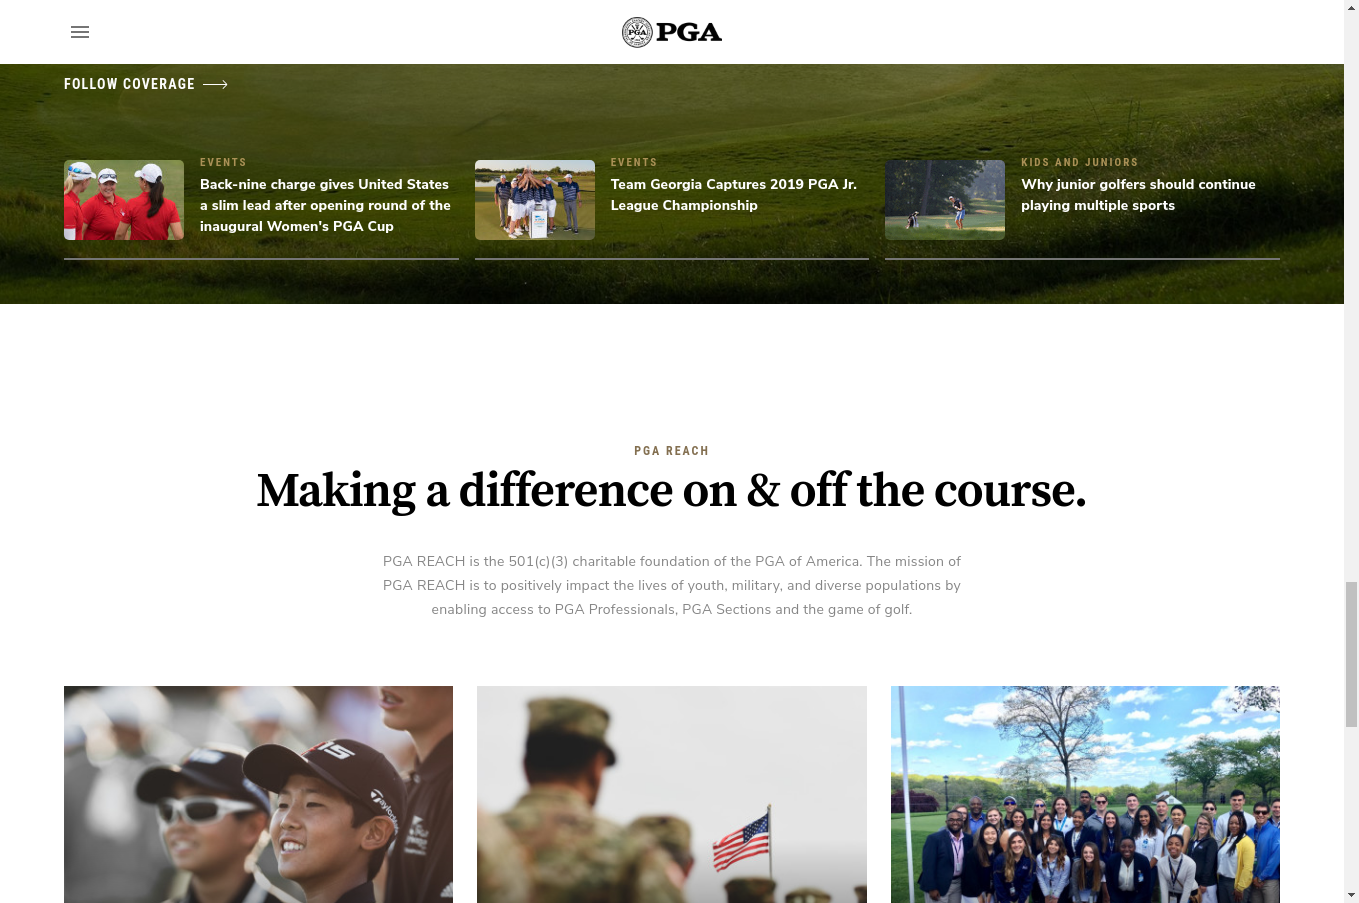 PGA
PGA
FOLLOW COVERAGE
EVENTS
Back-nine charge gives United States
a slim lead after opening round of the
inaugural Women's PGA Cup
EVENTS
Team Georgia Captures 2019 PGA Jr.
League Championship
KIDS AND JUNIORS
Why junior golfers should continue
playing multiple sports
PGA REACH
Making a difference on & off the course.
PGA REACH is the 501(c)(3) charitable foundation of the PGA of America. The mission of
PGA REACH is to positively impact the lives of youth, military, and diverse populations by
enabling access to PGA Professionals, PGA Sections and the game of golf.
TaylorMade